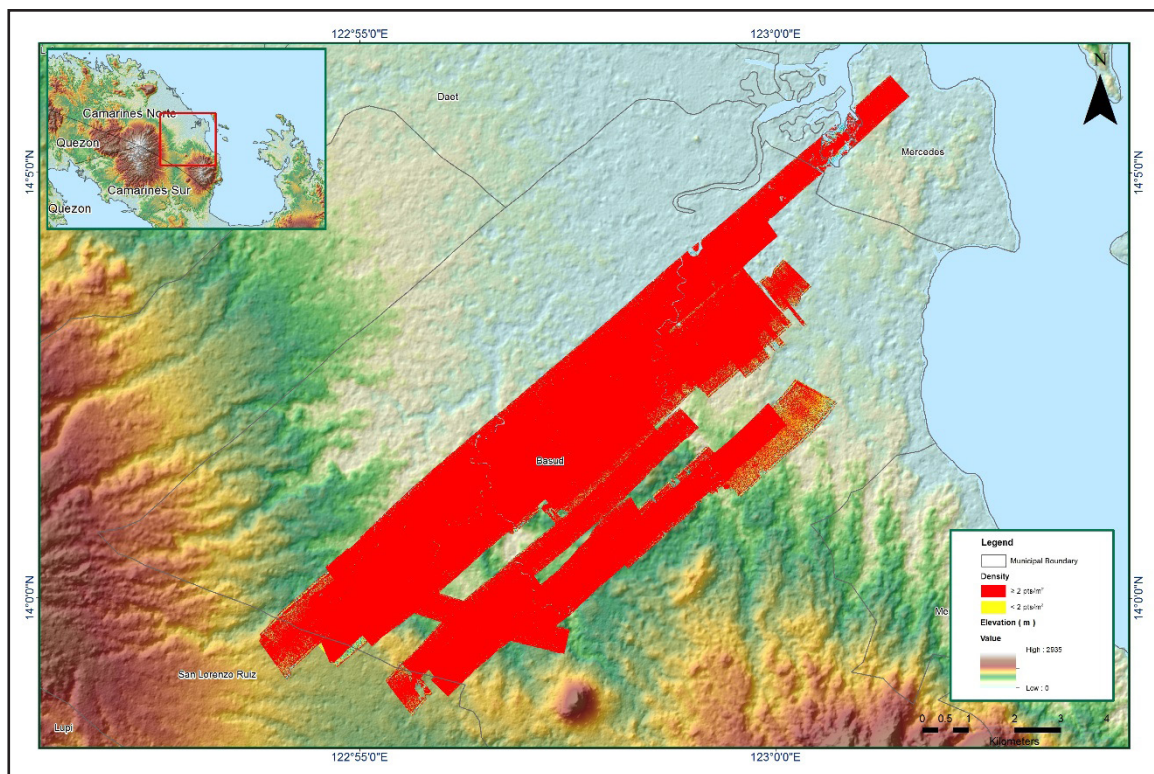 122°55'0"E
123°0'0"E
N
Camarines Norte
Quezon
Camarines Sur
Quezon
Daet
Mercedes
14°5'0"N
14°5'0"N
Basud
14°0'0"N
14°0'0"N
San Lorenzo Ruiz
Lupi
Me
Legend
Municipal Boundary
Density
≥ 2 pts/m²
< 2 pts/m²
Elevation ( m )
Value
High : 2935
Low : 0
0 0.5 1 2 3 4
Kilometers
122°55'0"E
123°0'0"E